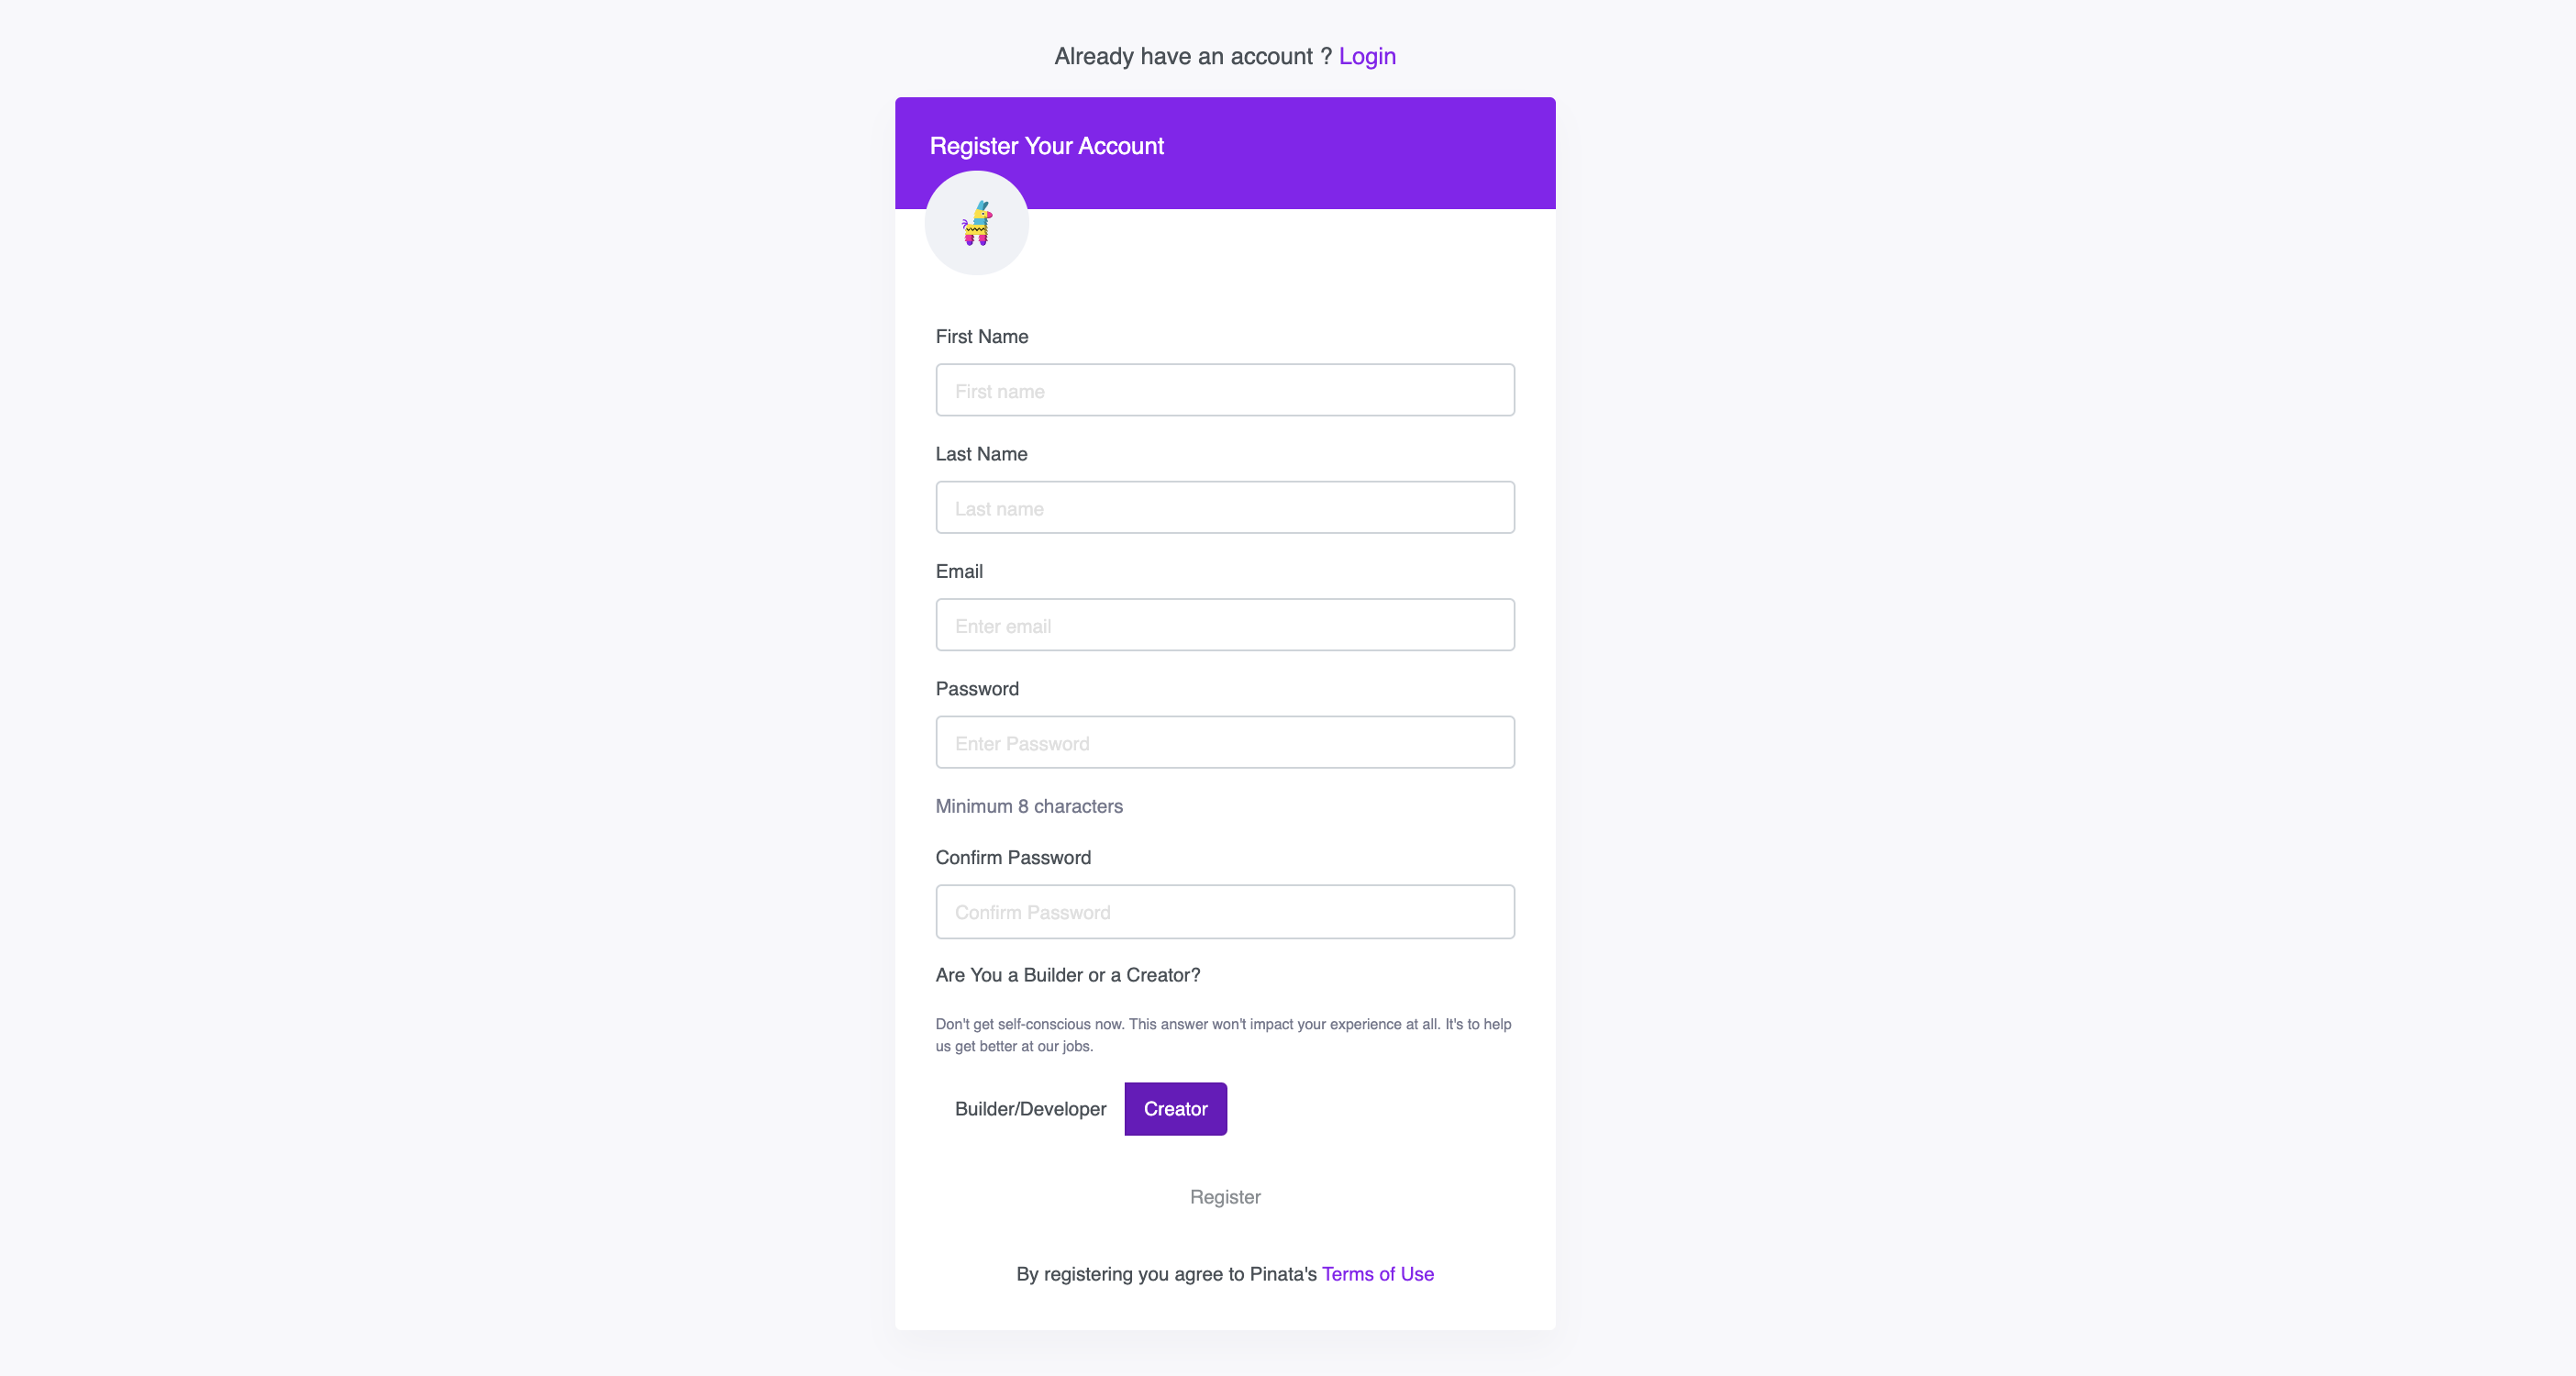 Already have an account ? Login
Register Your Account
First Name
First name
Last Name
Last name
Email
Enter email
Password
Enter Password
Minimum 8 characters
Confirm Password
Confirm Password
Are You a Builder or a Creator?
Don't get self-conscious now. This answer won't impact your experience at all. It's to help
us get better at our jobs.
Builder/Developer Creator
Register
By registering you agree to Pinata's Terms of Use